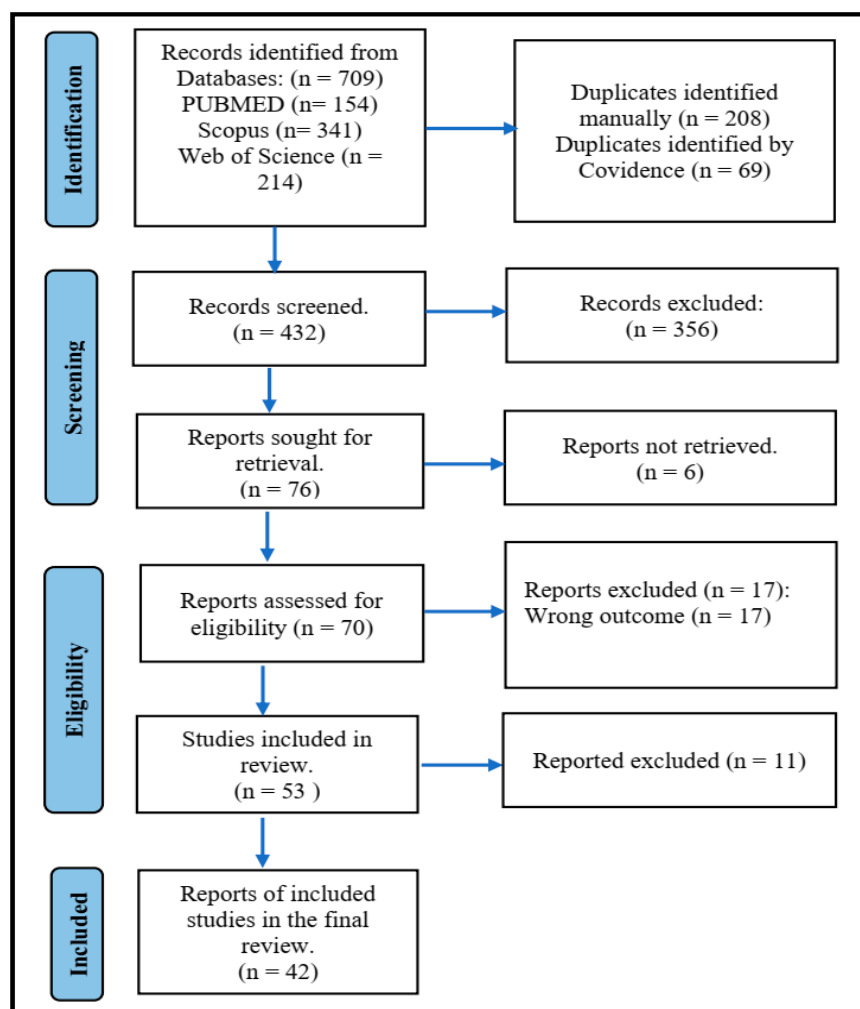 Identification
Records identified from
Databases: (n = 709)
PUBMED (n= 154)
Scopus (n= 341)
Web of Science (n =
214)
Duplicates identified
manually (n = 208)
Duplicates identified by
Covidence (n = 69)
Screening
Records screened.
(n = 432)
Records excluded:
(n = 356)
Reports sought for
retrieval.
(n = 76)
Reports not retrieved.
(n = 6)
Eligibility
Reports assessed for
eligibility (n = 70)
Reports excluded (n = 17):
Wrong outcome (n = 17)
Studies included in
review.
(n = 53 )
Reported excluded (n = 11)
Included
Reports of included
studies in the final
review.
(n = 42)